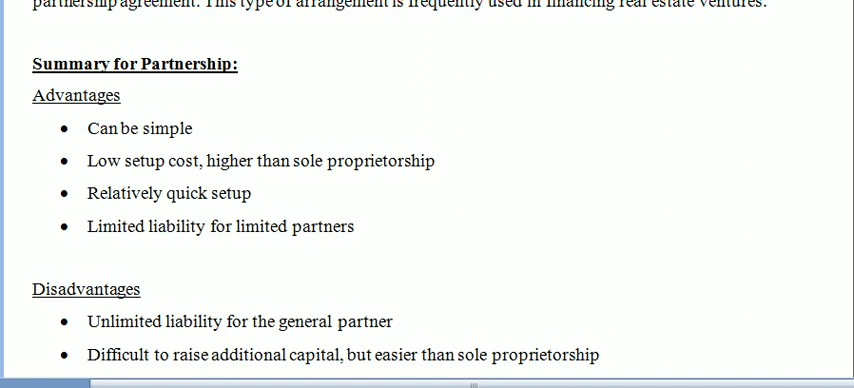 partnership agreement. This type of arrangement is frequently used in financing real estate ventures.
Summary for Partnership:
Advantages
• Can be simple
• Low setup cost, higher than sole proprietorship
• Relatively quick setup
• Limited liability for limited partners
Disadvantages
• Unlimited liability for the general partner
• Difficult to raise additional capital, but easier than sole proprietorship